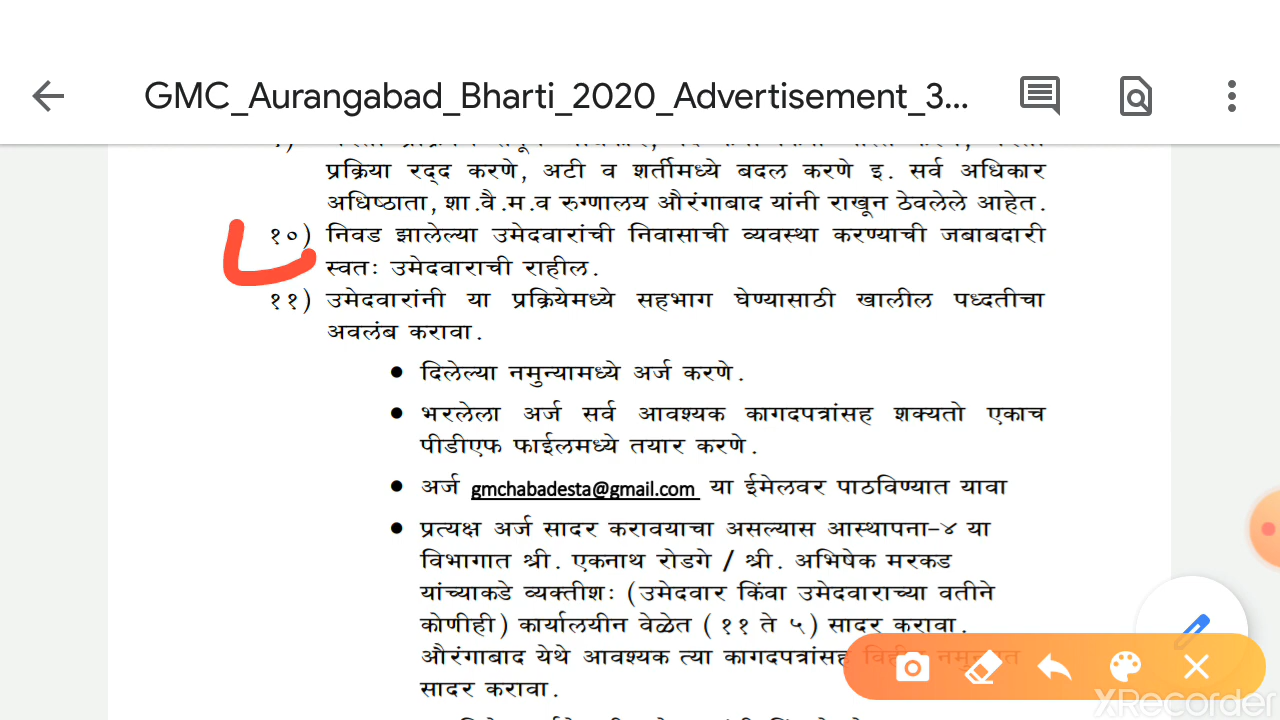 GMC_Aurangabad_Bharti_2020_Advertisement_3...
प्रक्रिया रद्द करणे, अटी व शर्तीमध्ये बदल करणे इ. सर्व अधिकार
अधिष्ठाता, शा.वै.म.व रुग्णालय औरंगाबाद यांनी राखून ठेवलेले आहेत.
१०) निवड झालेल्या उमेदवारांची निवासाची व्यवस्था करण्याची जबाबदारी
स्वतः उमेदवाराची राहील.
११) उमेदवारांनी या प्रक्रियेमध्ये सहभाग घेण्यासाठी खालील पध्दतीचा
अवलंब करावा.
● दिलेल्या नमुन्यामध्ये अर्ज करणे.
● भरलेला अर्ज सर्व आवश्यक कागदपत्रांसह शक्यतो एकाच
पीडीएफ फाईलमध्ये तयार करणे.
● अर्ज gmchabadesta@gmail.com या ईमेलवर पाठविण्यात यावा
● प्रत्यक्ष अर्ज सादर करावयाचा असल्यास आस्थापना-४ या
विभागात श्री. एकनाथ रोडगे / श्री. अभिषेक मरकड
यांच्याकडे व्यक्तीशः (उमेदवार किंवा उमेदवाराच्या वतीने
कोणीही) कार्यालयीन वेळेत ( ११ ते ५) सादर करावा.
औरंगाबाद येथे आवश्यक त्या कागदपत्रांसह
सादर करावा.
XRecorder